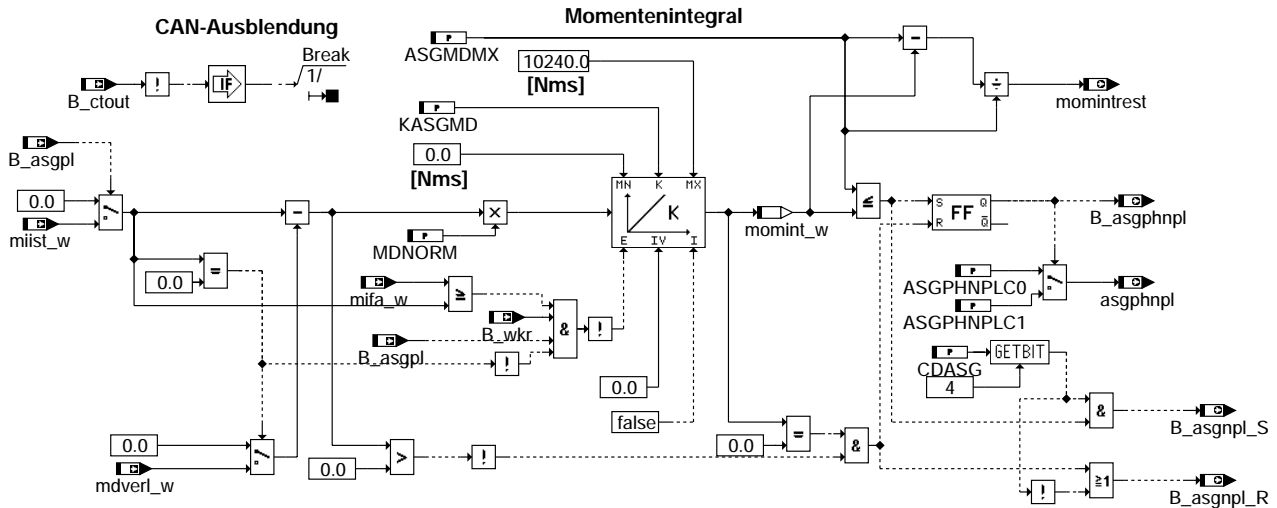 CAN-Ausblendung
Momentenintegral
Break
1/
B_ctout
!
IF
ASGMDMX
P
10240.0
[Nms]
KASGMD
P
0.0
[Nms]
-
÷
momintrest
B_asgpl
0.0
miist_w
-
×
MDNORM
P
MN K MX
K
E IV I
momint_w
≤
S Q
FF
R Q̅
B_asgphnpl
0.0
=
mifa_w
≥
B_wkr
B_asgpl
&
!
!
ASGPHNPLC0
P
ASGPHNPLC1
P
asgphnpl
CDASG
P
GETBIT
4
0.0
false
0.0
=
&
&
B_asgnpl_S
0.0
mdverl_w
0.0
>
!
!
≥1
B_asgnpl_R